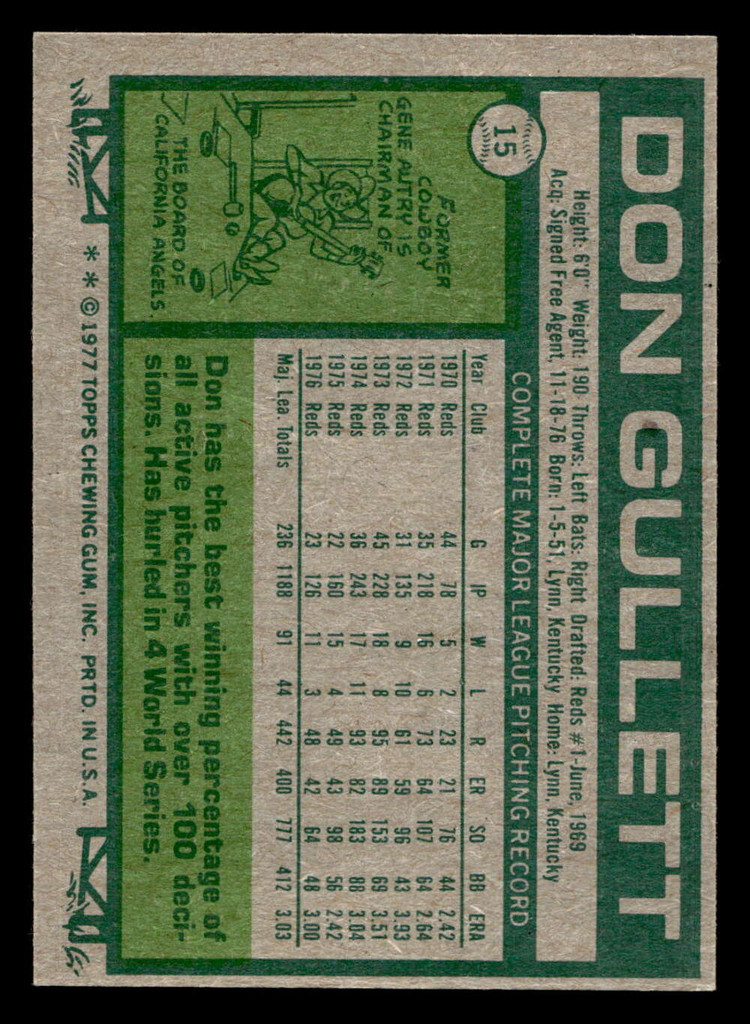 DON GULLETT
15
Height: 6'0" Weight: 190 Throws: Left Bats: Right Drafted: Reds #1-June, 1969
Acq: Signed Free Agent, 11-18-76 Born: 1-5-51, Lynn, Kentucky Home: Lynn, Kentucky
COMPLETE MAJOR LEAGUE PITCHING RECORD
Year Club G IP W L R ER SO BB ERA
1970 Reds 44 78 5 2 23 21 76 44 2.42
1971 Reds 35 218 16 6 73 64 107 64 2.64
1972 Reds 31 135 9 10 61 59 96 43 3.93
1973 Reds 45 228 18 8 95 89 153 69 3.51
1974 Reds 36 243 17 11 93 82 183 88 3.04
1975 Reds 22 160 15 4 49 43 98 56 2.42
1976 Reds 23 126 11 3 48 42 64 48 3.00
Maj. Lea. Totals 236 1188 91 44 442 400 777 412 3.03
FORMER
COWBOY
GENE AUTRY IS
CHAIRMAN OF
THE BOARD OF
CALIFORNIA ANGELS.
Don has the best winning percentage of
all active pitchers with over 100 deci-
sions. Has hurled in 4 World Series.
* * © 1977 TOPPS CHEWING GUM, INC. PRTD. IN U.S.A.